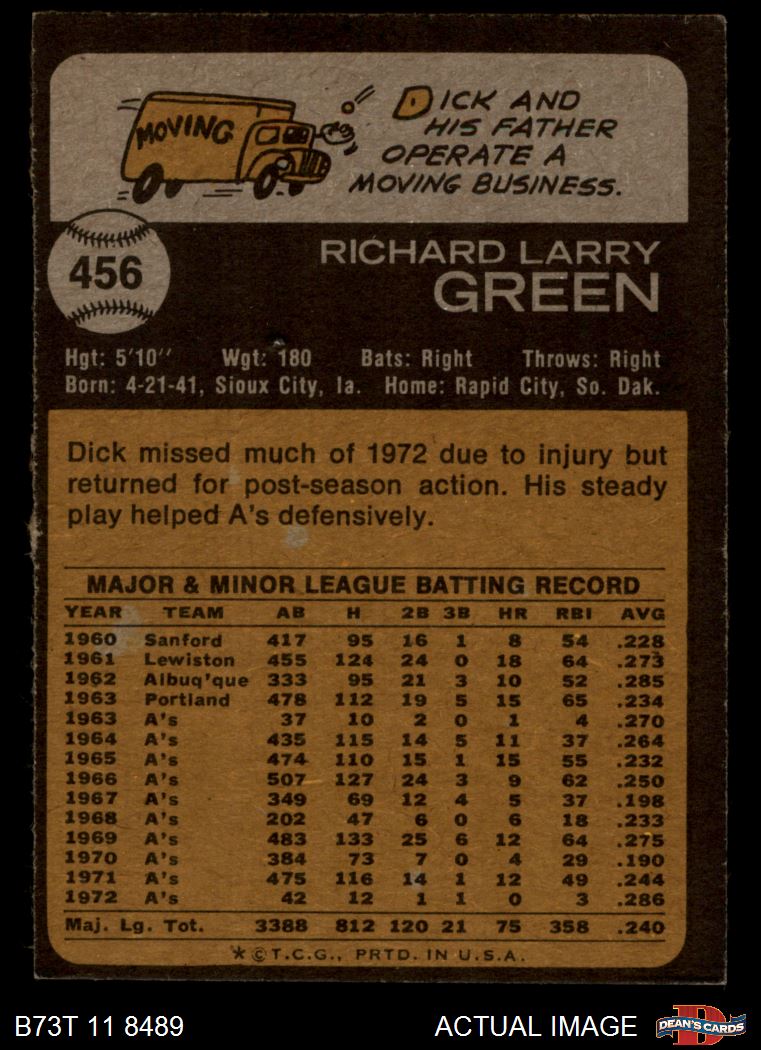 MOVING
DICK AND
HIS FATHER
OPERATE A
MOVING BUSINESS.
456
RICHARD LARRY
GREEN
Hgt: 5'10'' Wgt: 180 Bats: Right Throws: Right
Born: 4-21-41, Sioux City, Ia. Home: Rapid City, So. Dak.
Dick missed much of 1972 due to injury but
returned for post-season action. His steady
play helped A's defensively.
MAJOR & MINOR LEAGUE BATTING RECORD
YEAR TEAM AB H 2B 3B HR RBI AVG
1960 Sanford 417 95 16 1 8 54 .228
1961 Lewiston 455 124 24 0 18 64 .273
1962 Albuq'que 333 95 21 3 10 52 .285
1963 Portland 478 112 19 5 15 65 .234
1963 A's 37 10 2 0 1 4 .270
1964 A's 435 115 14 5 11 37 .264
1965 A's 474 110 15 1 15 55 .232
1966 A's 507 127 24 3 9 62 .250
1967 A's 349 69 12 4 5 37 .198
1968 A's 202 47 6 0 6 18 .233
1969 A's 483 133 25 6 12 64 .275
1970 A's 384 73 7 0 4 29 .190
1971 A's 475 116 14 1 12 49 .244
1972 A's 42 12 1 1 0 3 .286
Maj. Lg. Tot. 3388 812 120 21 75 358 .240
*©T.C.G., PRTD. IN U.S.A.
B73T 11 8489 ACTUAL IMAGE
D
DEAN'S CARDS